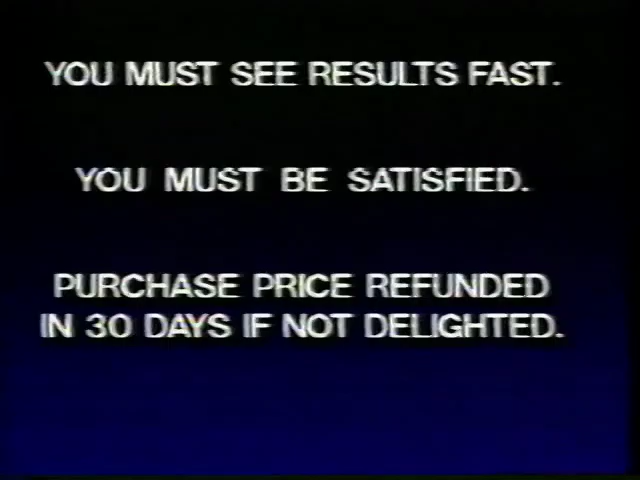 YOU MUST SEE RESULTS FAST.
YOU MUST BE SATISFIED.
PURCHASE PRICE REFUNDED
IN 30 DAYS IF NOT DELIGHTED.